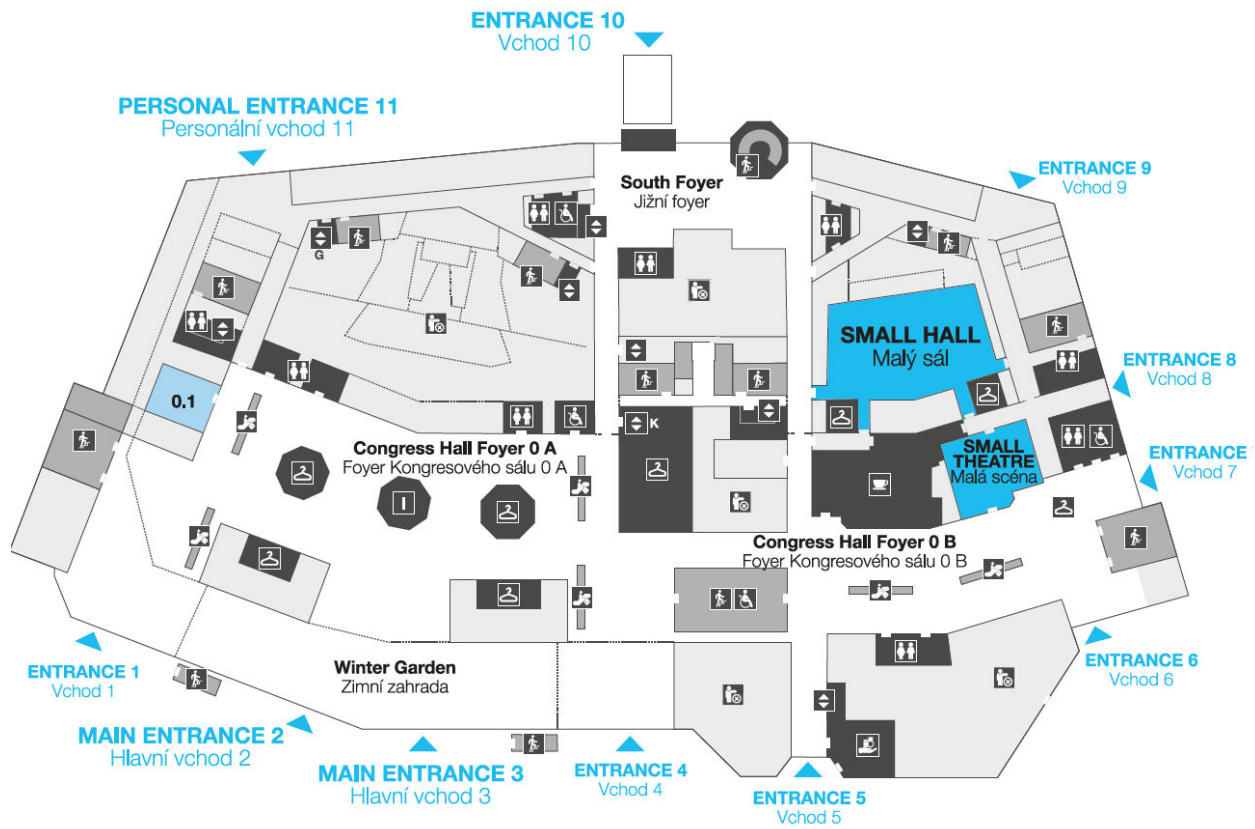 ENTRANCE 10
Vchod 10
PERSONAL ENTRANCE 11
Personální vchod 11
South Foyer
Jižní foyer
ENTRANCE 9
Vchod 9
G
SMALL HALL
Malý sál
ENTRANCE 8
Vchod 8
0.1
K
Congress Hall Foyer 0 A
Foyer Kongresového sálu 0 A
I
SMALL
THEATRE
Malá scéna
ENTRANCE
Vchod 7
Congress Hall Foyer 0 B
Foyer Kongresového sálu 0 B
ENTRANCE 1
Vchod 1
Winter Garden
Zimní zahrada
ENTRANCE 6
Vchod 6
MAIN ENTRANCE 2
Hlavní vchod 2
MAIN ENTRANCE 3
Hlavní vchod 3
ENTRANCE 4
Vchod 4
ENTRANCE 5
Vchod 5